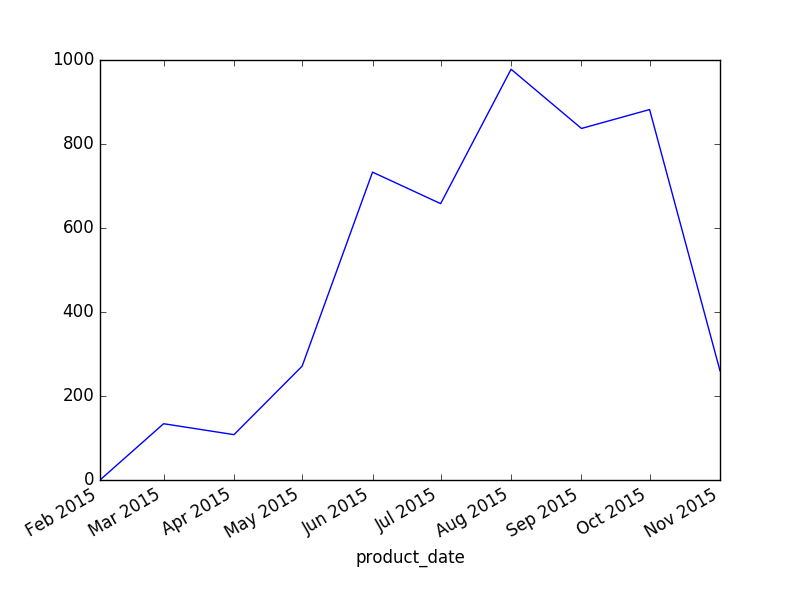 1000
800
600
400
200
0
Feb 2015
Mar 2015
Apr 2015
May 2015
Jun 2015
Jul 2015
Aug 2015
Sep 2015
Oct 2015
Nov 2015
product_date